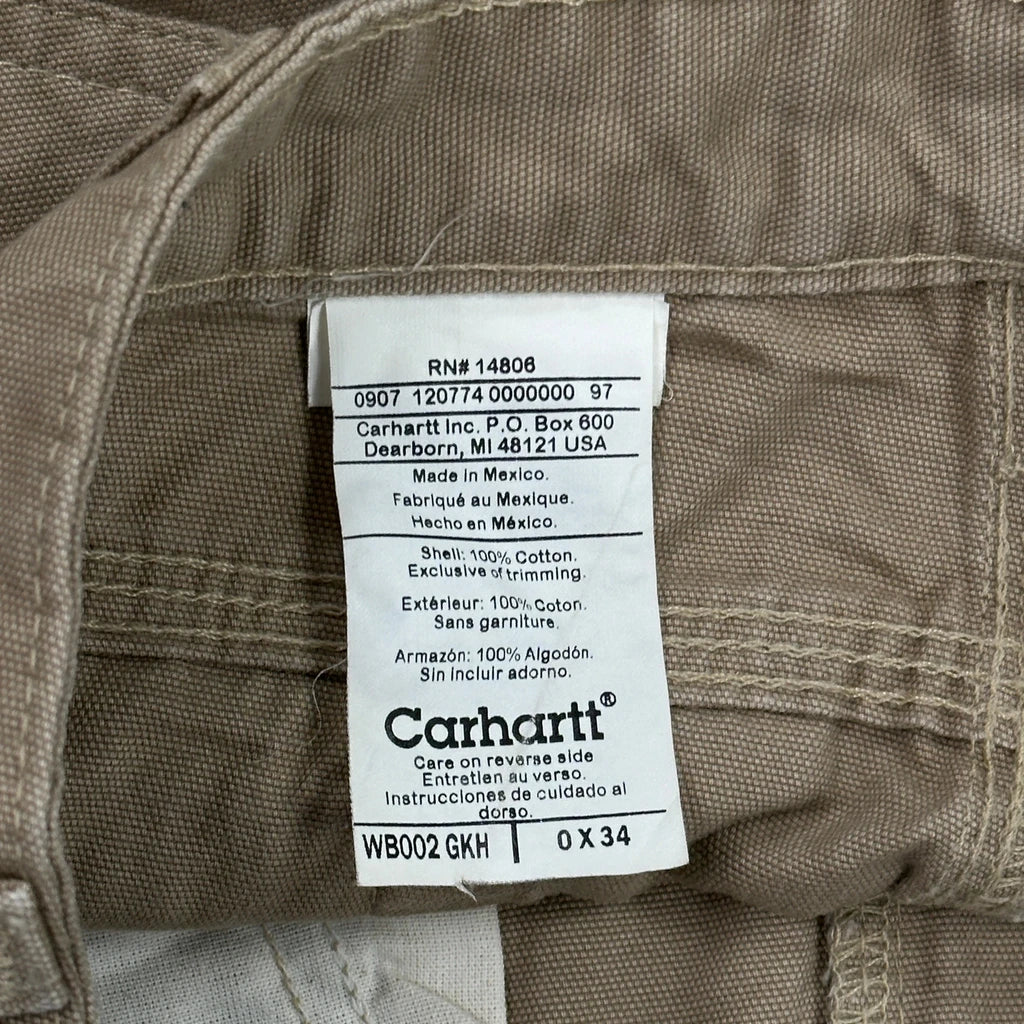 RN# 14806
0907 120774 0000000 97
Carhartt Inc. P.O. Box 600
Dearborn, MI 48121 USA
Made in Mexico.
Fabriqué au Mexique.
Hecho en México.
Shell: 100% Cotton.
Exclusive of trimming.
Extérieur: 100% Coton.
Sans garniture.
Armazón: 100% Algodón.
Sin incluir adorno.
Carhartt®
Care on reverse side
Entretien au verso.
Instrucciones de cuidado al
dorso.
WB002 GKH | 0 X 34